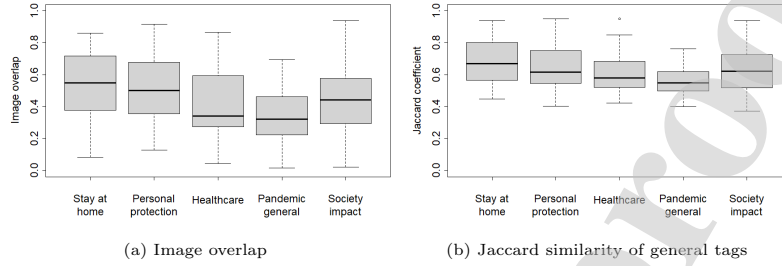 Image overlap
1.0
0.8
0.6
0.4
0.2
0.0
Stay at home
Personal protection
Healthcare
Pandemic general
Society impact
(a) Image overlap
Jaccard coefficient
1.0
0.8
0.6
0.4
0.2
0.0
Stay at home
Personal protection
Healthcare
Pandemic general
Society impact
(b) Jaccard similarity of general tags